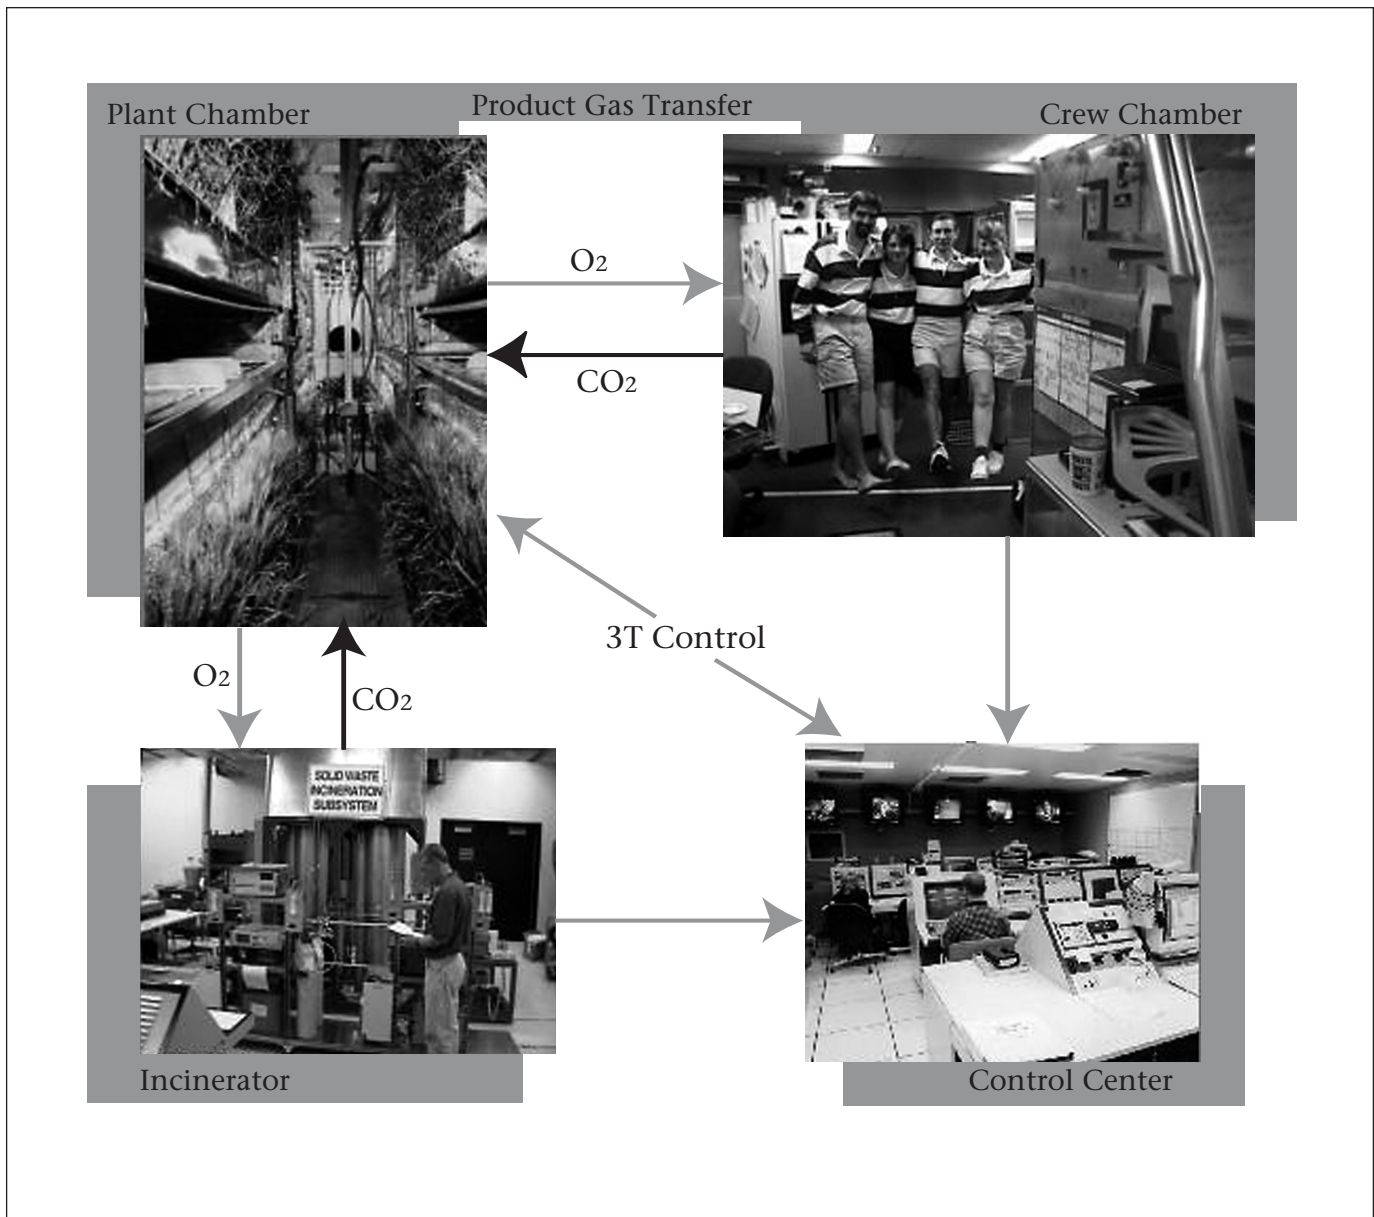 Plant Chamber
Product Gas Transfer
Crew Chamber
O2
CO2
3T Control
O2
CO2
SOLID WASTE
INCINERATION
SUBSYSTEM
Incinerator
Control Center